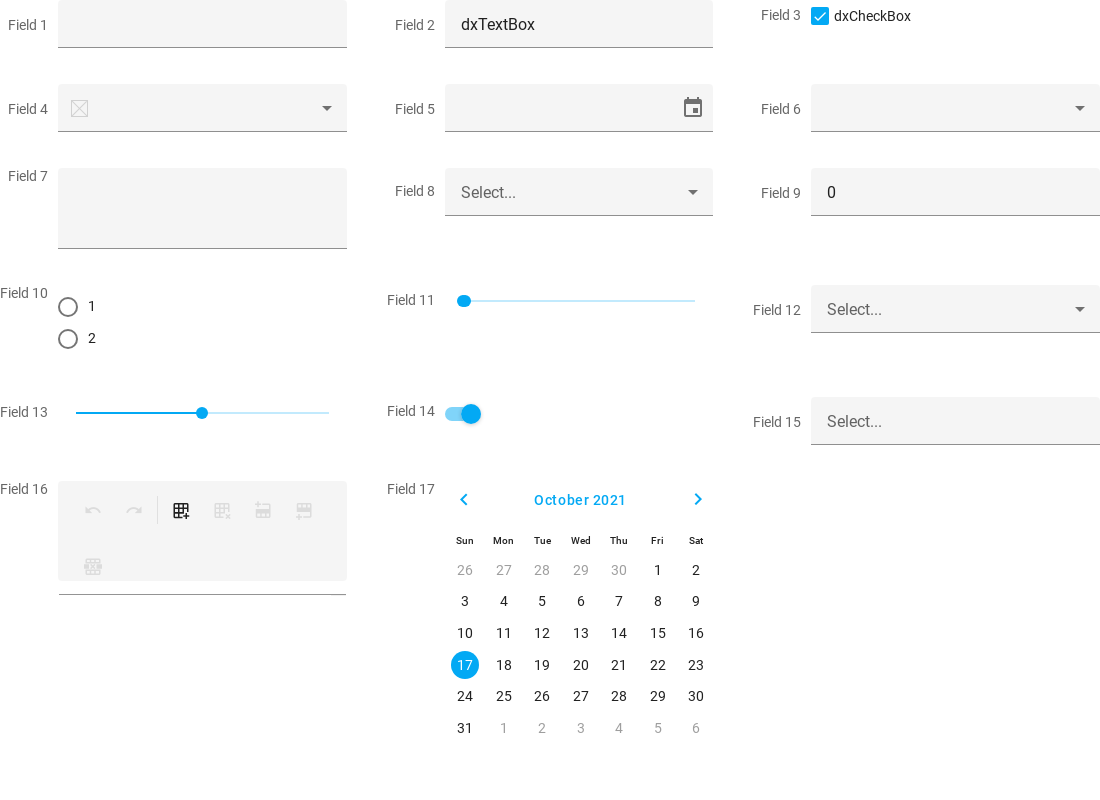 Field 1
Field 2 dxTextBox
Field 3 dxCheckBox
Field 4
Field 5
Field 6
Field 7
Field 8 Select...
Field 9 0
Field 10
1
2
Field 11
Field 12 Select...
Field 13
Field 14
Field 15 Select...
Field 16
Field 17
October 2021
Sun Mon Tue Wed Thu Fri Sat
26 27 28 29 30 1 2
3 4 5 6 7 8 9
10 11 12 13 14 15 16
17 18 19 20 21 22 23
24 25 26 27 28 29 30
31 1 2 3 4 5 6